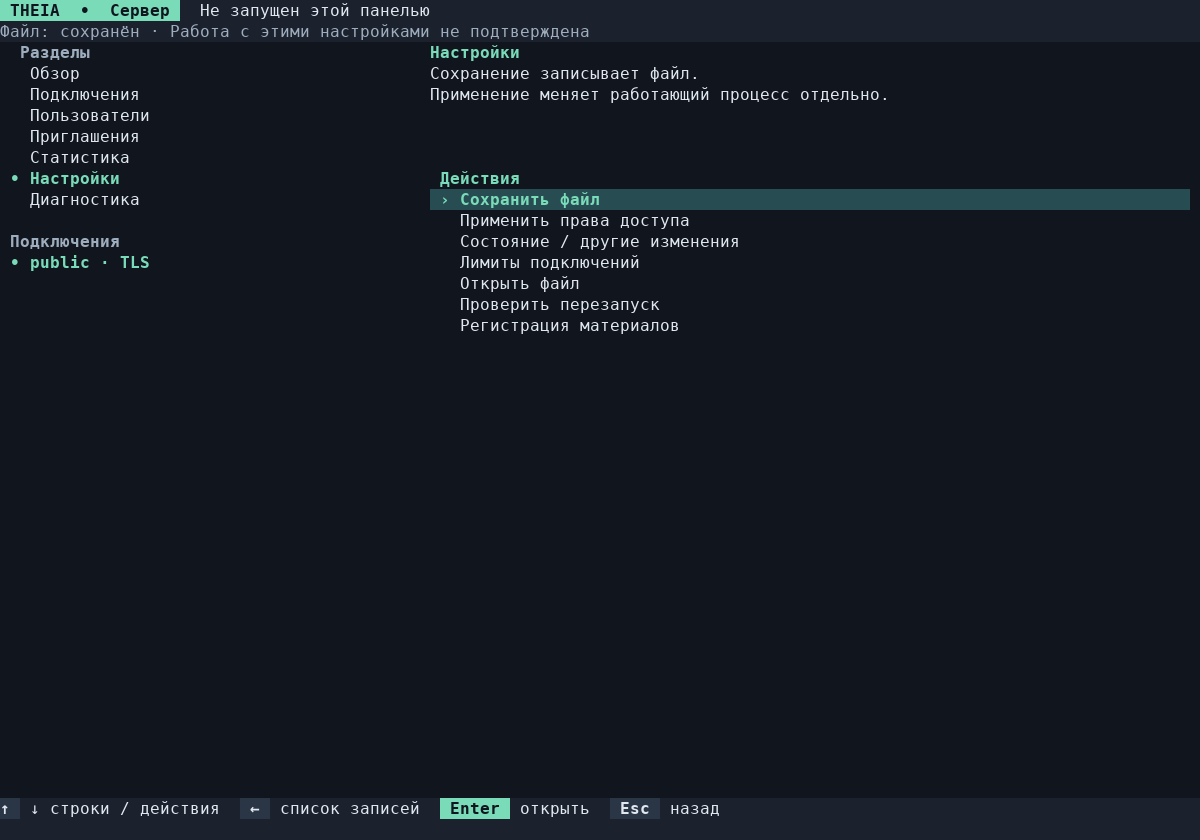 THEIA • Сервер Не запущен этой панелью
Файл: сохранён · Работа с этими настройками не подтверждена
Разделы
Обзор
Подключения
Пользователи
Приглашения
Статистика
• Настройки
Диагностика
Подключения
• public · TLS
Настройки
Сохранение записывает файл.
Применение меняет работающий процесс отдельно.
Действия
› Сохранить файл
Применить права доступа
Состояние / другие изменения
Лимиты подключений
Открыть файл
Проверить перезапуск
Регистрация материалов
↑ ↓ строки / действия ← список записей Enter открыть Esc назад